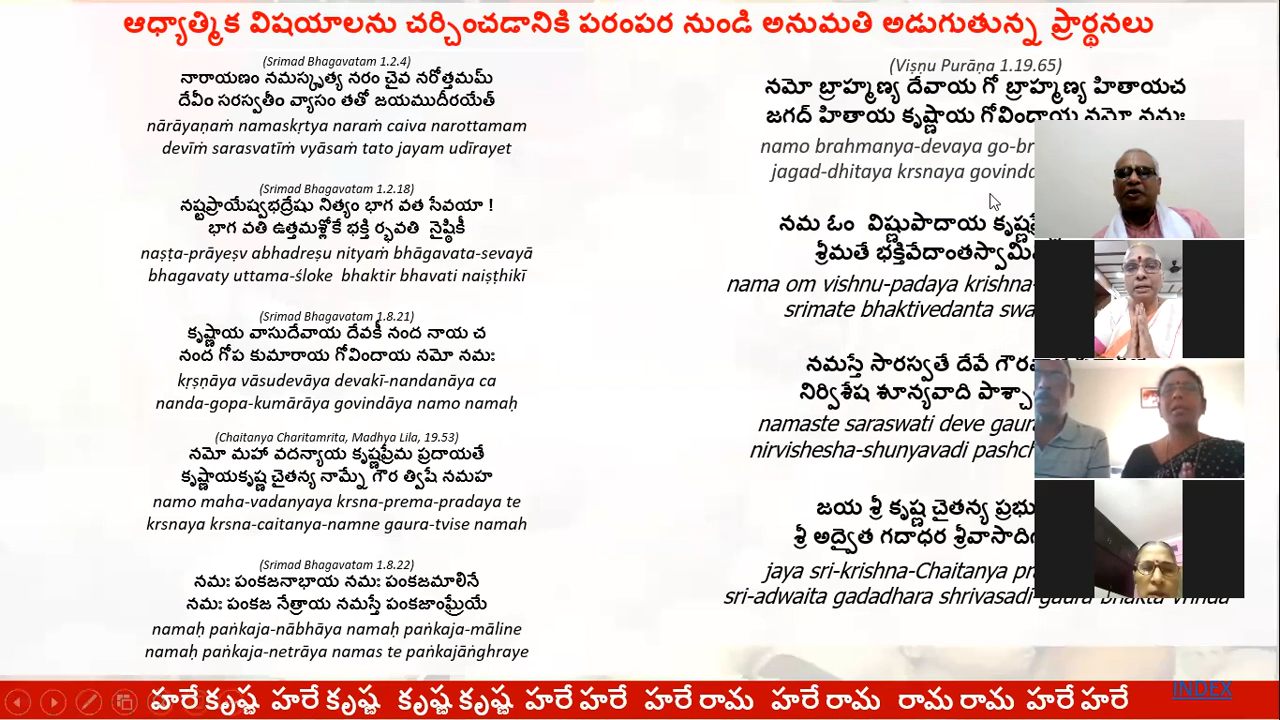 ఆధ్యాత్మిక విషయాలను చర్చించడానికి పరంపర నుండి అనుమతి అడుగుతున్న ప్రార్థనలు
(Srimad Bhagavatam 1.2.4)
నారాయణం నమస్కృత్య నరం చైవ నరోత్తమమ్
దేవీం సరస్వతీం వ్యాసం తతో జయముదీరయేత్
nārāyaṇaṁ namaskṛtya naraṁ caiva narottamam
devīṁ sarasvatīṁ vyāsaṁ tato jayam udīrayet
(Srimad Bhagavatam 1.2.18)
నష్టప్రాయేష్వభద్రేషు నిత్యం భాగ వత సేవయా !
భాగ వతి ఉత్తమశ్లోకే భక్తి ర్భవతి నైష్ఠికీ
naṣṭa-prāyeṣv abhadreṣu nityaṁ bhāgavata-sevayā
bhagavaty uttama-śloke bhaktir bhavati naiṣṭhikī
(Srimad Bhagavatam 1.8.21)
కృష్ణాయ వాసుదేవాయ దేవకీ నంద నాయ చ
నంద గోప కుమారాయ గోవిందాయ నమో నమః
kṛṣṇāya vāsudevāya devakī-nandanāya ca
nanda-gopa-kumārāya govindāya namo namaḥ
(Chaitanya Charitamrita, Madhya Lila, 19.53)
నమో మహా వదన్యాయ కృష్ణప్రేమ ప్రదాయతే
కృష్ణాయకృష్ణ చైతన్య నామ్నే గౌర త్విషే నమహ
namo maha-vadanyaya krsna-prema-pradaya te
krsnaya krsna-caitanya-namne gaura-tvise namah
(Srimad Bhagavatam 1.8.22)
నమః పంకజనాభాయ నమః పంకజమాలినే
నమః పంకజ నేత్రాయ నమస్తే పంకజాంఘ్రేయే
namaḥ paṅkaja-nābhāya namaḥ paṅkaja-māline
namaḥ paṅkaja-netrāya namas te paṅkajāṅghraye
(Viṣṇu Purāṇa 1.19.65)
నమో బ్రాహ్మణ్య దేవాయ గో బ్రాహ్మణ్య హితాయచ
జగద్ హితాయ కృష్ణాయ గోవిందాయ నమో నమః
namo brahmanya-devaya
jagad-dhitaya krsnaya
నమ ఓం విష్ణుపాదాయ
శ్రీమతే
nama om vishnu-padaya
srimate bhaktivedanta
నమస్తే సారస్వతే దేవే
నిర్విశేష శూన్యవాది
namaste saraswati deve
nirvishesha-shunyavadi
జయ శ్రీ కృష్ణ చైతన్య
శ్రీ అద్వైత గదాధర
jaya sri-krishna-Chaitanya
sri-adwaita gadadhara shrivasadi-gaura bhakta vrinda
హరే కృష్ణ హరే కృష్ణ కృష్ణ కృష్ణ హరే హరే హరే రామ హరే రామ రామ రామ హరే హరే
INDEX